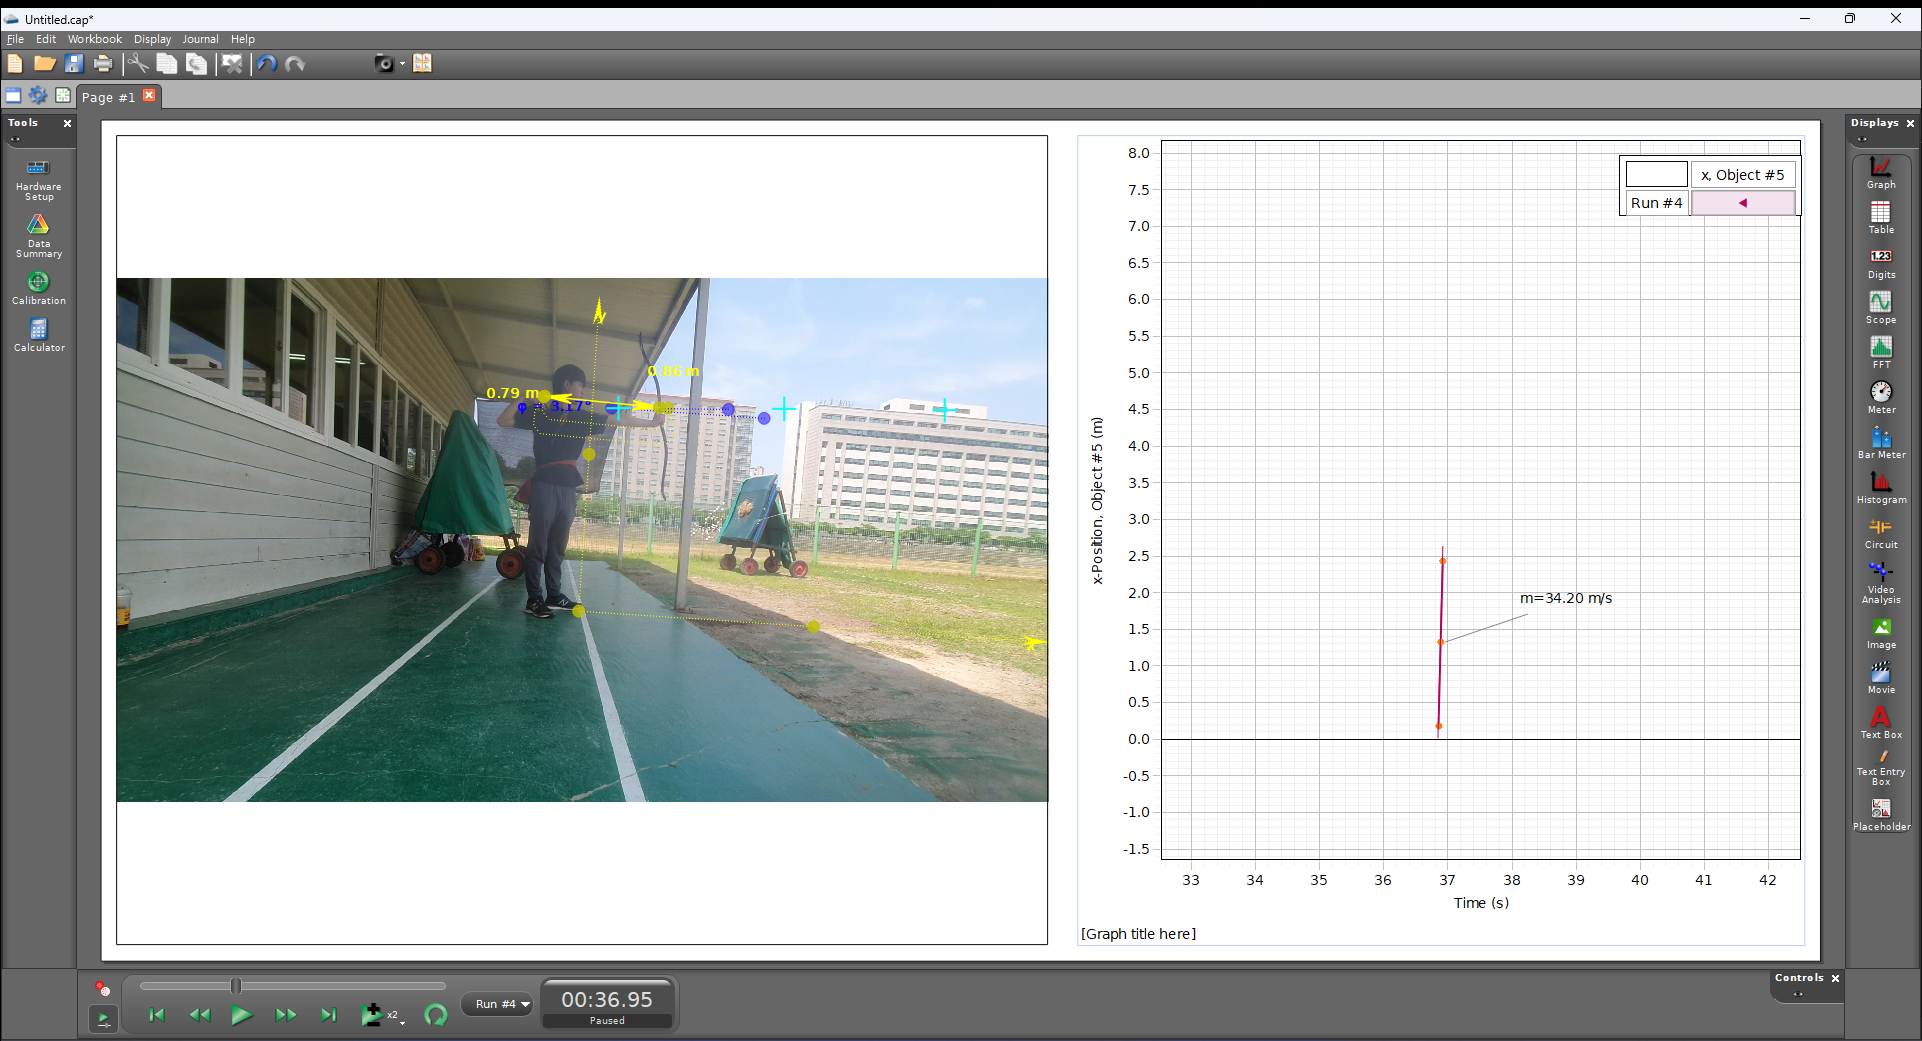 Untitled.cap*
File Edit Workbook Display Journal Help
x2
Page #1
Tools
Hardware
Setup
Data
Summary
Calibration
Calculator
0.86 m
0.79 m
φ = 3.17°
y
x
8.0
7.5
7.0
6.5
6.0
5.5
5.0
4.5
4.0
3.5
3.0
2.5
2.0
1.5
1.0
0.5
0.0
-0.5
-1.0
-1.5
x-Position, Object #5 (m)
x, Object #5
Run #4
m=34.20 m/s
33 34 35 36 37 38 39 40 41 42
Time (s)
[Graph title here]
Displays
Graph
Table
1.23
Digits
Scope
FFT
Meter
Bar Meter
Histogram
Circuit
Video
Analysis
Image
Movie
A
Text Box
Text Entry
Box
Placeholder
Run #4
00:36.95
Paused
Controls